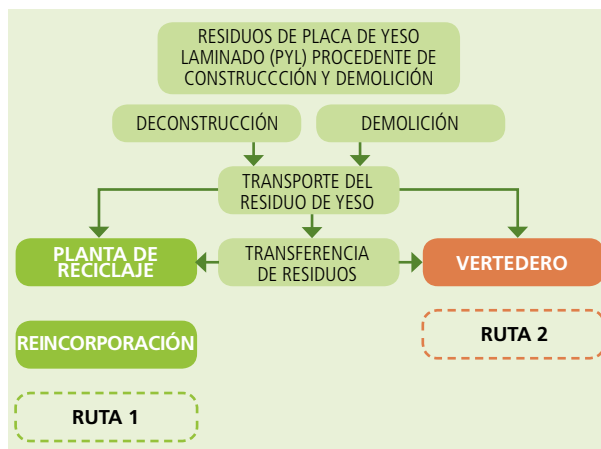 RESIDUOS DE PLACA DE YESO
LAMINADO (PYL) PROCEDENTE DE
CONSTRUCCCIÓN Y DEMOLICIÓN
DECONSTRUCCIÓN
DEMOLICIÓN
TRANSPORTE DEL
RESIDUO DE YESO
PLANTA DE
RECICLAJE
TRANSFERENCIA
DE RESIDUOS
VERTEDERO
REINCORPORACIÓN
RUTA 2
RUTA 1